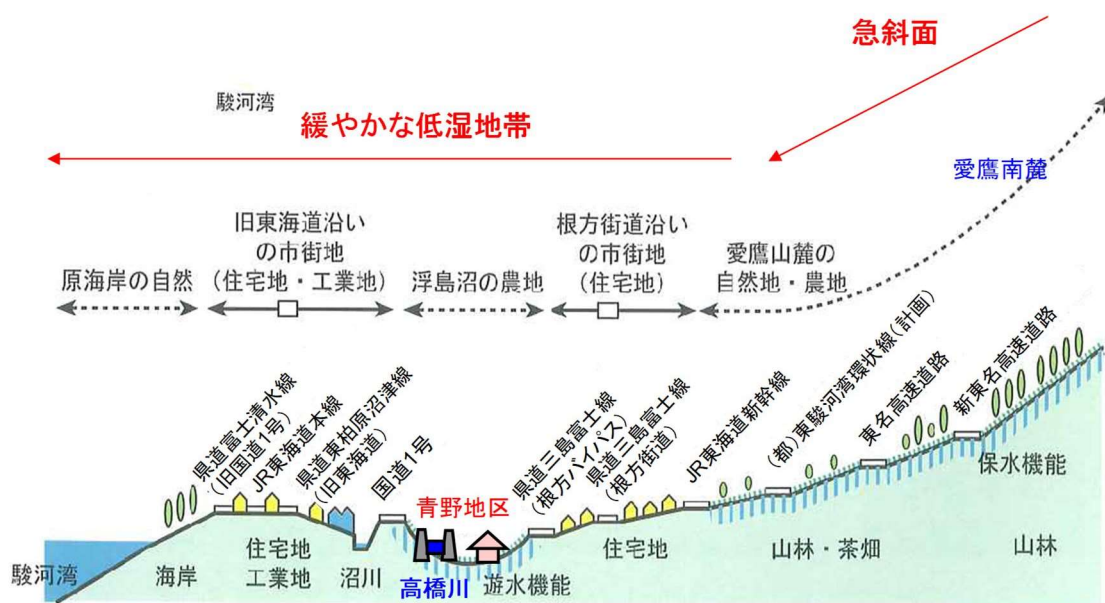 急斜面
駿河湾
緩やかな低湿地帯
愛鷹南麓
原海岸の自然
旧東海道沿い
の市街地
(住宅地・工業地)
浮島沼の農地
根方街道沿い
の市街地
(住宅地)
愛鷹山麓の
自然地・農地
県道富士清水線
(旧国道1号)
JR東海道本線
県道東柏原沼津線
(旧東海道)
国道1号
青野地区
県道三島富士線
(根方バイパス)
県道三島富士線
(根方街道)
JR東海道新幹線
(都)東駿河湾環状線(計画)
東名高速道路
新東名高速道路
保水機能
駿河湾
海岸
住宅地
工業地
沼川
高橋川
遊水機能
住宅地
山林・茶畑
山林